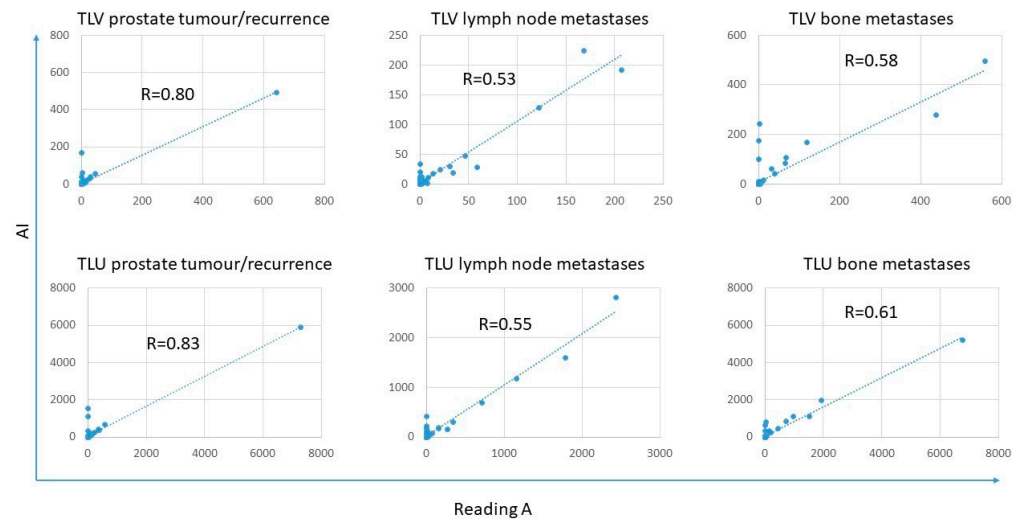 TLV prostate tumour/recurrence
800
600
400
200
0
0 200 400 600 800
R=0.80
TLV lymph node metastases
250
200
150
100
50
0
0 50 100 150 200 250
R=0.53
TLV bone metastases
600
400
200
0
0 200 400 600
R=0.58
AI
TLU prostate tumour/recurrence
8000
6000
4000
2000
0
0 2000 4000 6000 8000
R=0.83
TLU lymph node metastases
3000
2000
1000
0
0 1000 2000 3000
R=0.55
TLU bone metastases
8000
6000
4000
2000
0
0 2000 4000 6000 8000
R=0.61
Reading A